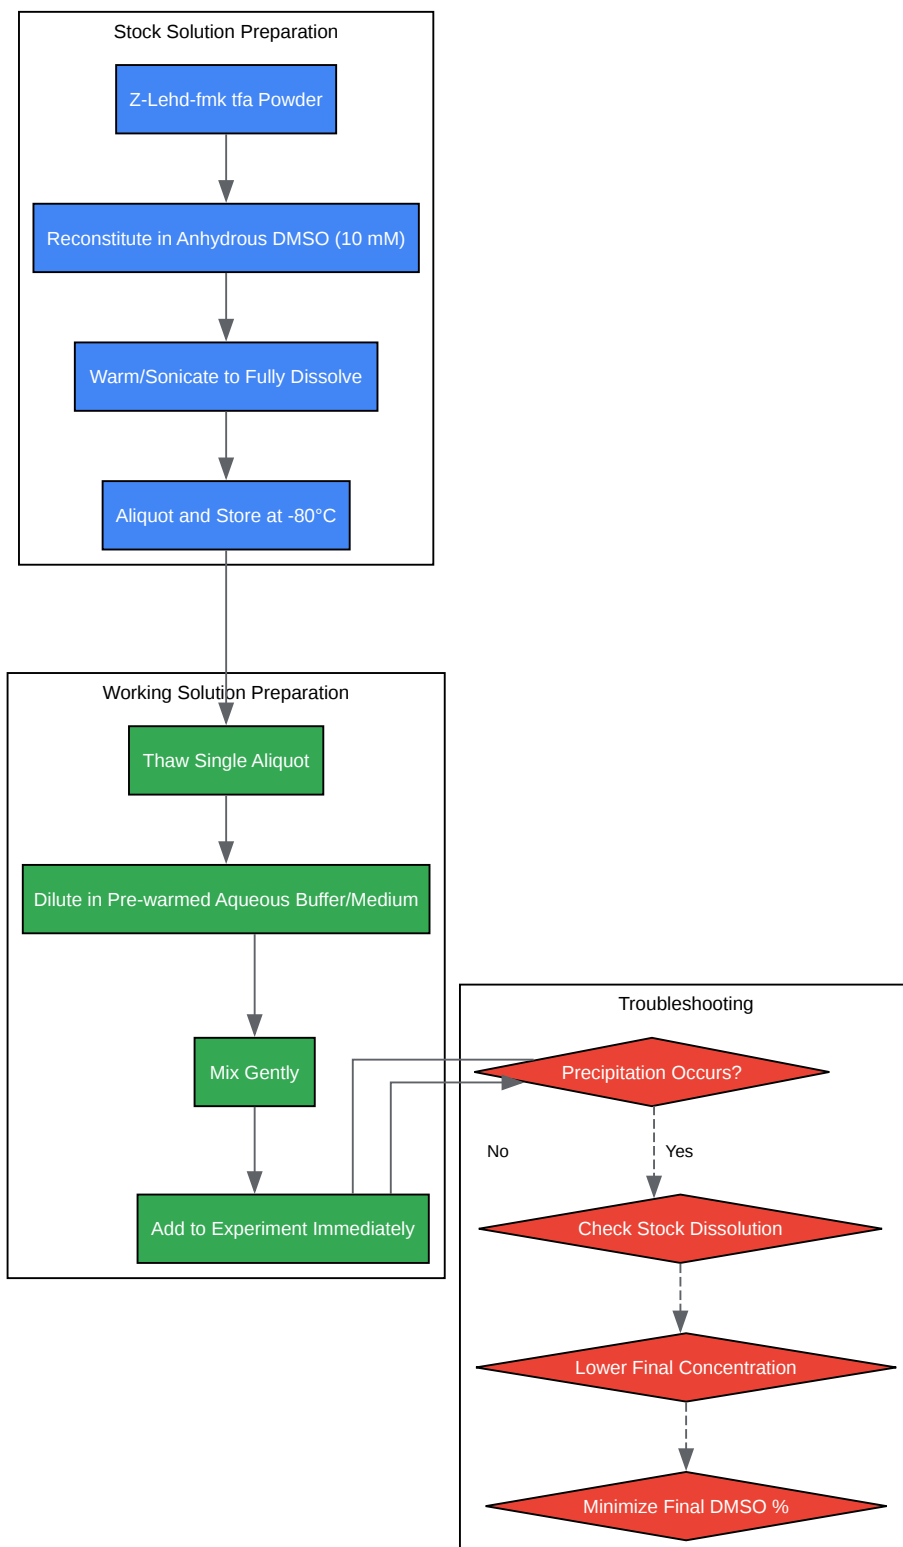 Stock Solution Preparation
Z-Lehd-fmk tfa Powder
Reconstitute in Anhydrous DMSO (10 mM)
Warm/Sonicate to Fully Dissolve
Aliquot and Store at -80°C
Working Solution Preparation
Thaw Single Aliquot
Dilute in Pre-warmed Aqueous Buffer/Medium
Mix Gently
Add to Experiment Immediately
Troubleshooting
Precipitation Occurs?
No
Yes
Check Stock Dissolution
Lower Final Concentration
Minimize Final DMSO %